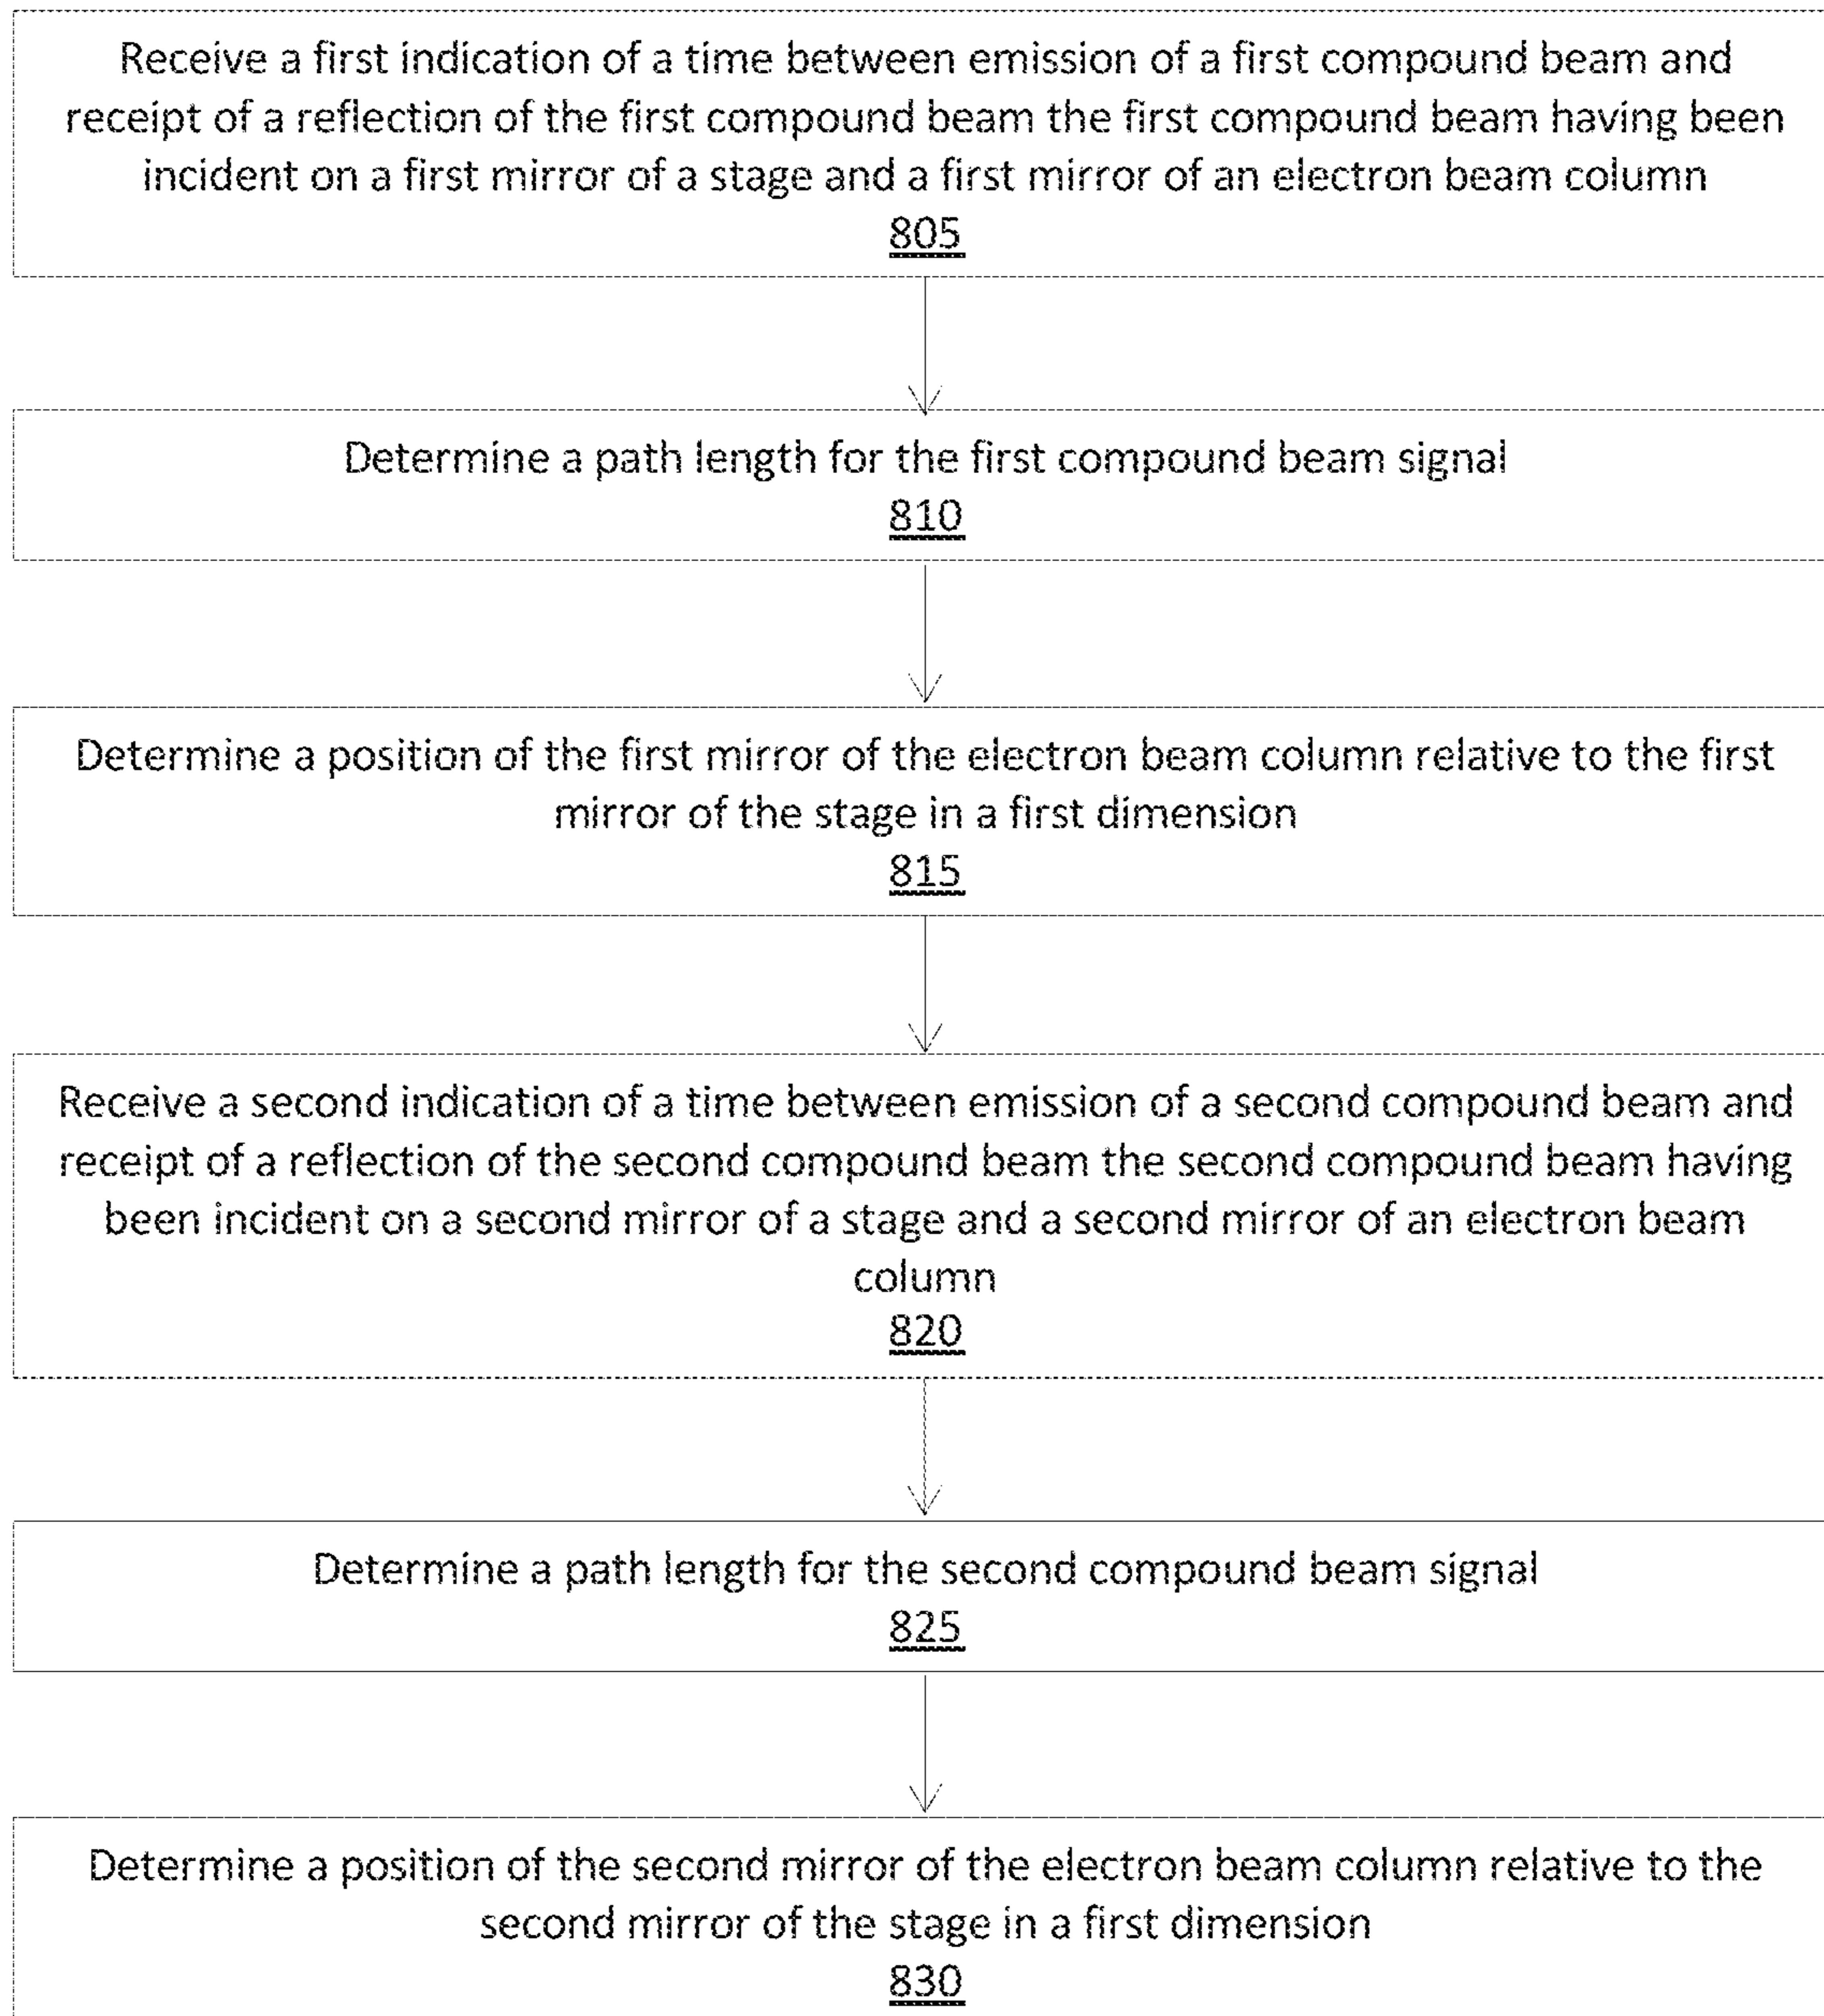 Receive a first indication of a time between emission of a first compound beam and
receipt of a reflection of the first compound beam the first compound beam having been
incident on a first mirror of a stage and a first mirror of an electron beam column
805
Determine a path length for the first compound beam signal
810
Determine a position of the first mirror of the electron beam column relative to the first
mirror of the stage in a first dimension
815
Receive a second indication of a time between emission of a second compound beam and
receipt of a reflection of the second compound beam the second compound beam having
been incident on a second mirror of a stage and a second mirror of an electron beam
column
820
Determine a path length for the second compound beam signal
825
Determine a position of the second mirror of the electron beam column relative to the
second mirror of the stage in a first dimension
830